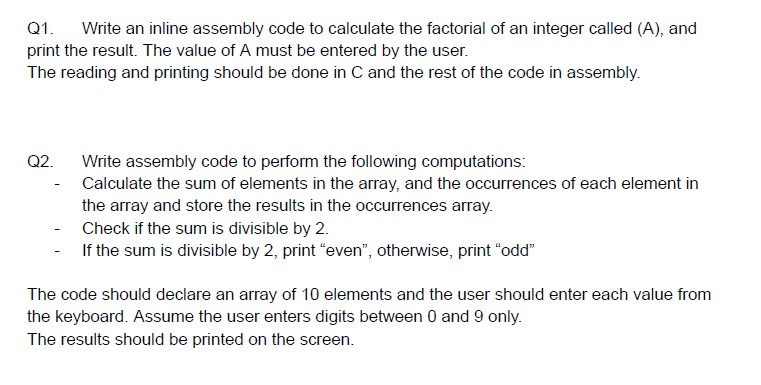 Q1. Write an inline assembly code to calculate the factorial of an integer called (A), and
print the result. The value of A must be entered by the user.
The reading and printing should be done in C and the rest of the code in assembly.
Q2. Write assembly code to perform the following computations:
- Calculate the sum of elements in the array, and the occurrences of each element in
the array and store the results in the occurrences array.
- Check if the sum is divisible by 2.
- If the sum is divisible by 2, print “even”, otherwise, print “odd”
The code should declare an array of 10 elements and the user should enter each value from
the keyboard. Assume the user enters digits between 0 and 9 only.
The results should be printed on the screen.